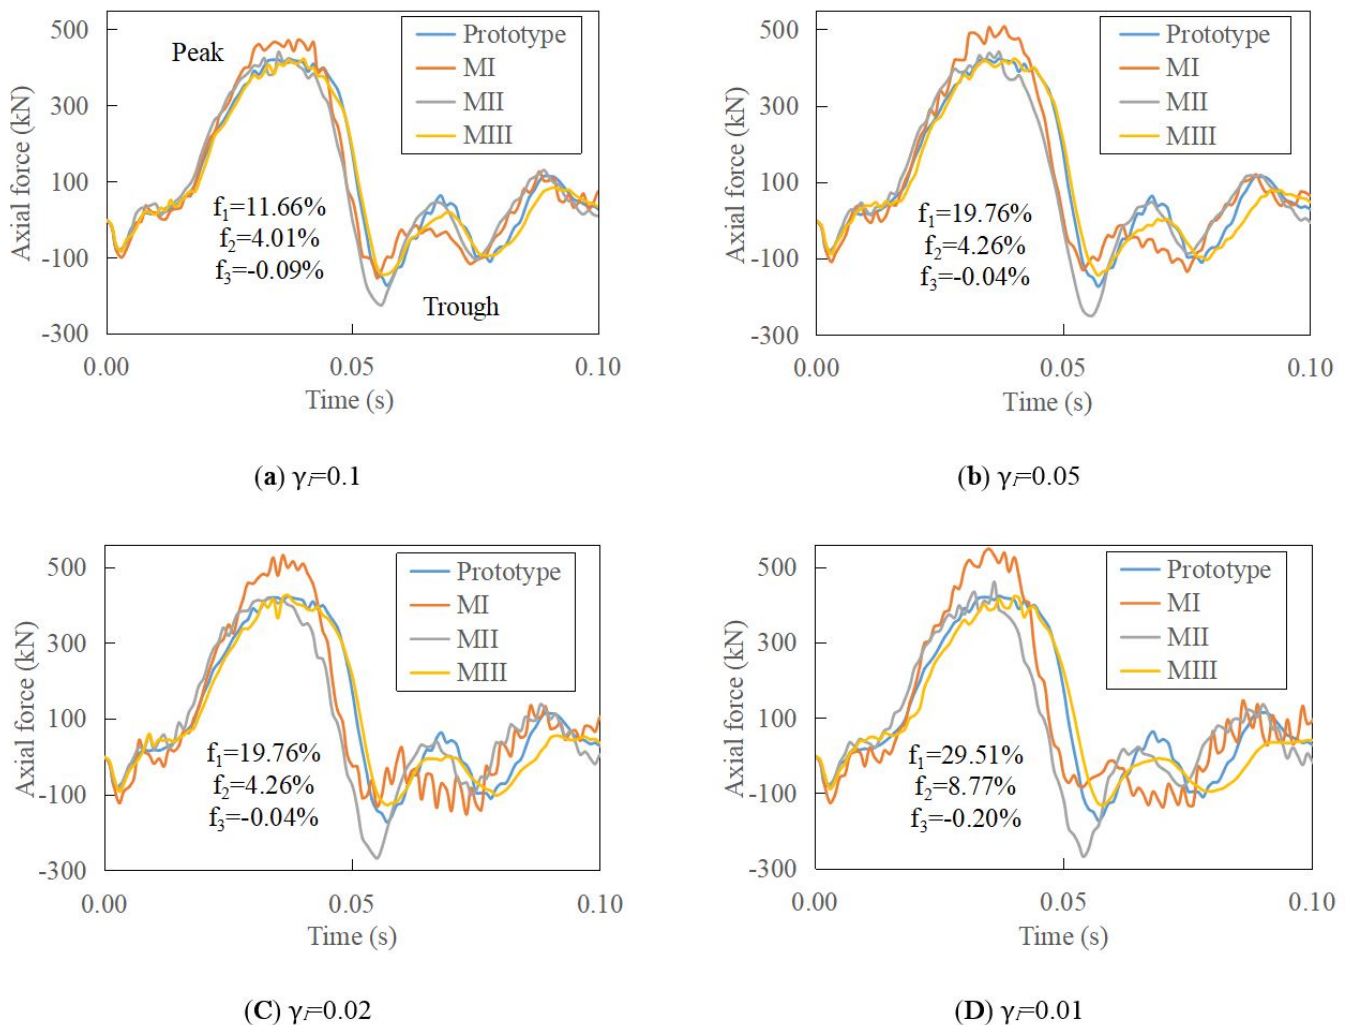 500
300
100
-100
-300
Axial force (kN)
Peak
Prototype
MI
MII
MIII
f1=11.66%
f2=4.01%
f3=-0.09%
Trough
0.00 0.05 0.10
Time (s)
(a) γl=0.1
500
300
100
-100
-300
Axial force (kN)
Prototype
MI
MII
MIII
f1=19.76%
f2=4.26%
f3=-0.04%
0.00 0.05 0.10
Time (s)
(b) γl=0.05
500
300
100
-100
-300
Axial force (kN)
Prototype
MI
MII
MIII
f1=19.76%
f2=4.26%
f3=-0.04%
0.00 0.05 0.10
Time (s)
(C) γl=0.02
500
300
100
-100
-300
Axial force (kN)
Prototype
MI
MII
MIII
f1=29.51%
f2=8.77%
f3=-0.20%
0.00 0.05 0.10
Time (s)
(D) γl=0.01